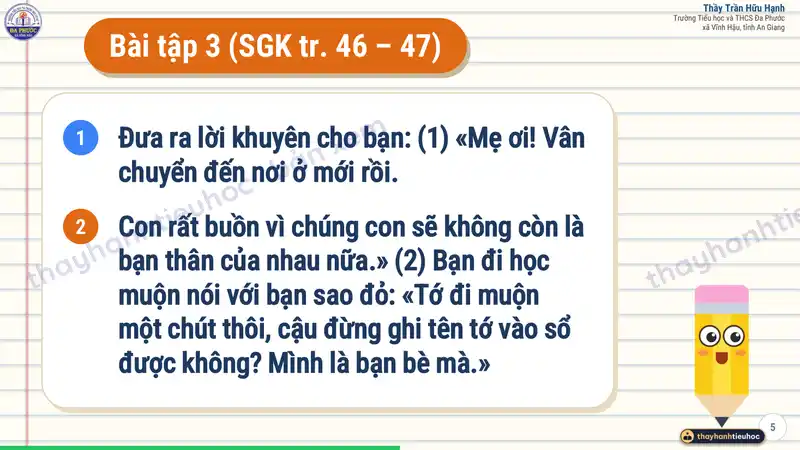 Thầy Trần Hữu Hạnh
Trường Tiểu học và THCS Đa Phước
xã Vĩnh Hậu, tỉnh An Giang
ĐA PHƯỚC
Bài tập 3 (SGK tr. 46 – 47)
1 Đưa ra lời khuyên cho bạn: (1) «Mẹ ơi! Vân
chuyển đến nơi ở mới rồi.
2 Con rất buồn vì chúng con sẽ không còn là
bạn thân của nhau nữa.» (2) Bạn đi học
muộn nói với bạn sao đỏ: «Tớ đi muộn
một chút thôi, cậu đừng ghi tên tớ vào sổ
được không? Mình là bạn bè mà.»
thayhanhtieuhoc
5